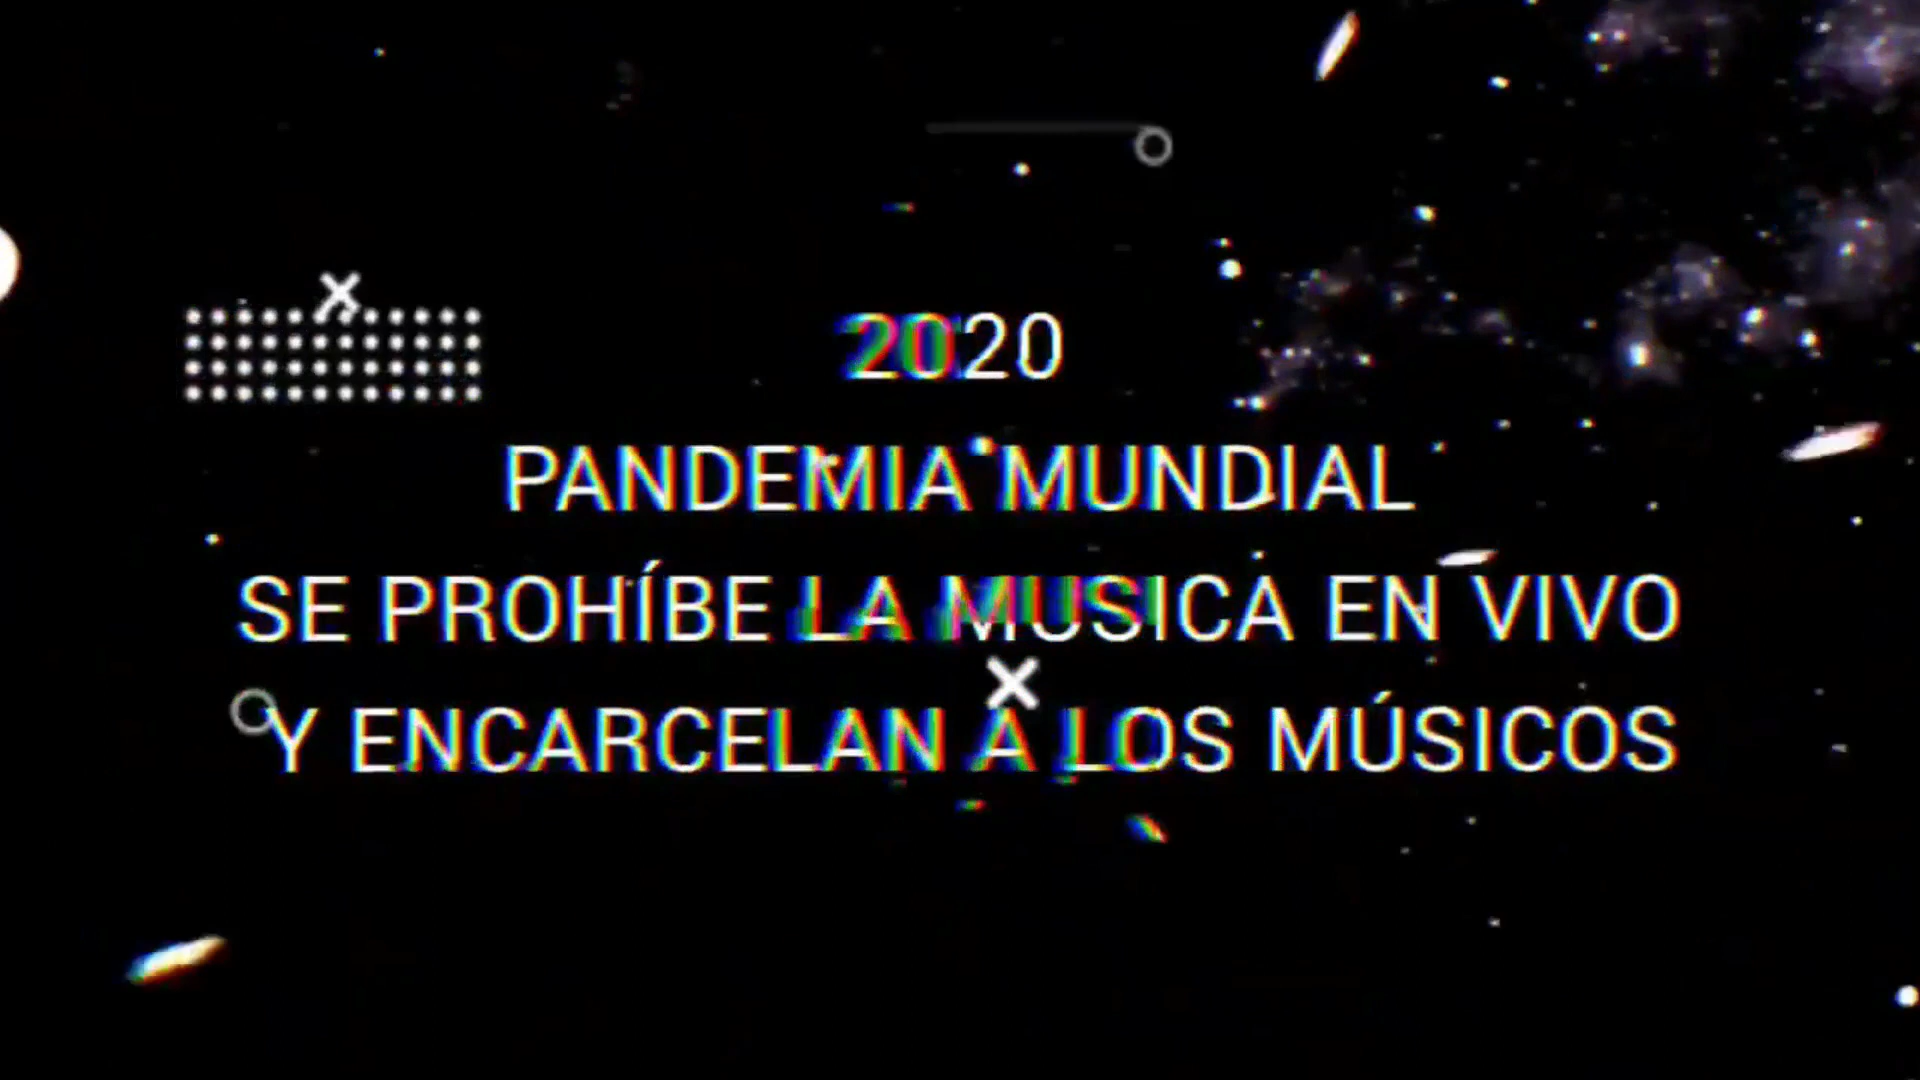 2020
PANDEMIA MUNDIAL
SE PROHÍBE LA MUSICA EN VIVO
Y ENCARCELAN A LOS MÚSICOS